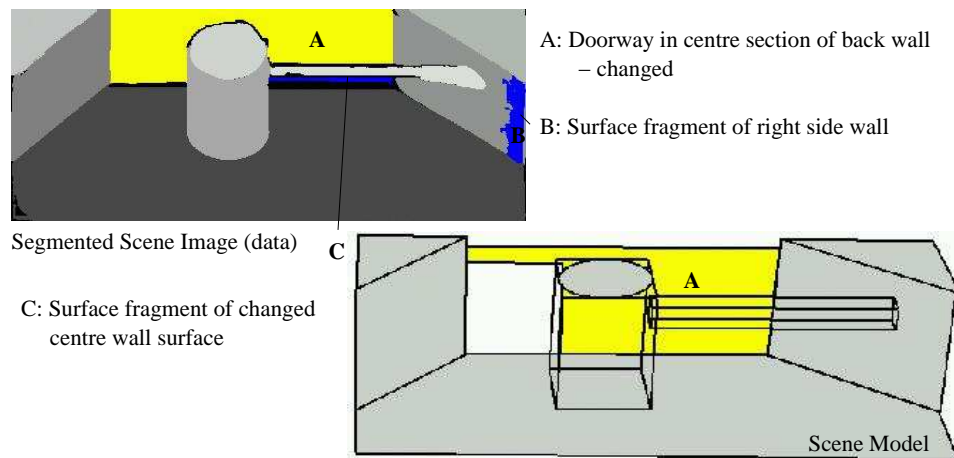 A
A: Doorway in centre section of back wall
– changed
B
B: Surface fragment of right side wall
Segmented Scene Image (data)
C
C: Surface fragment of changed
centre wall surface
A
Scene Model